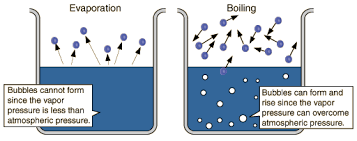 Evaporation
Boiling
Bubbles cannot form
since the vapor
pressure is less than
atmospheric pressure.
Bubbles can form and
rise since the vapor
pressure can overcome
atmospheric pressure.